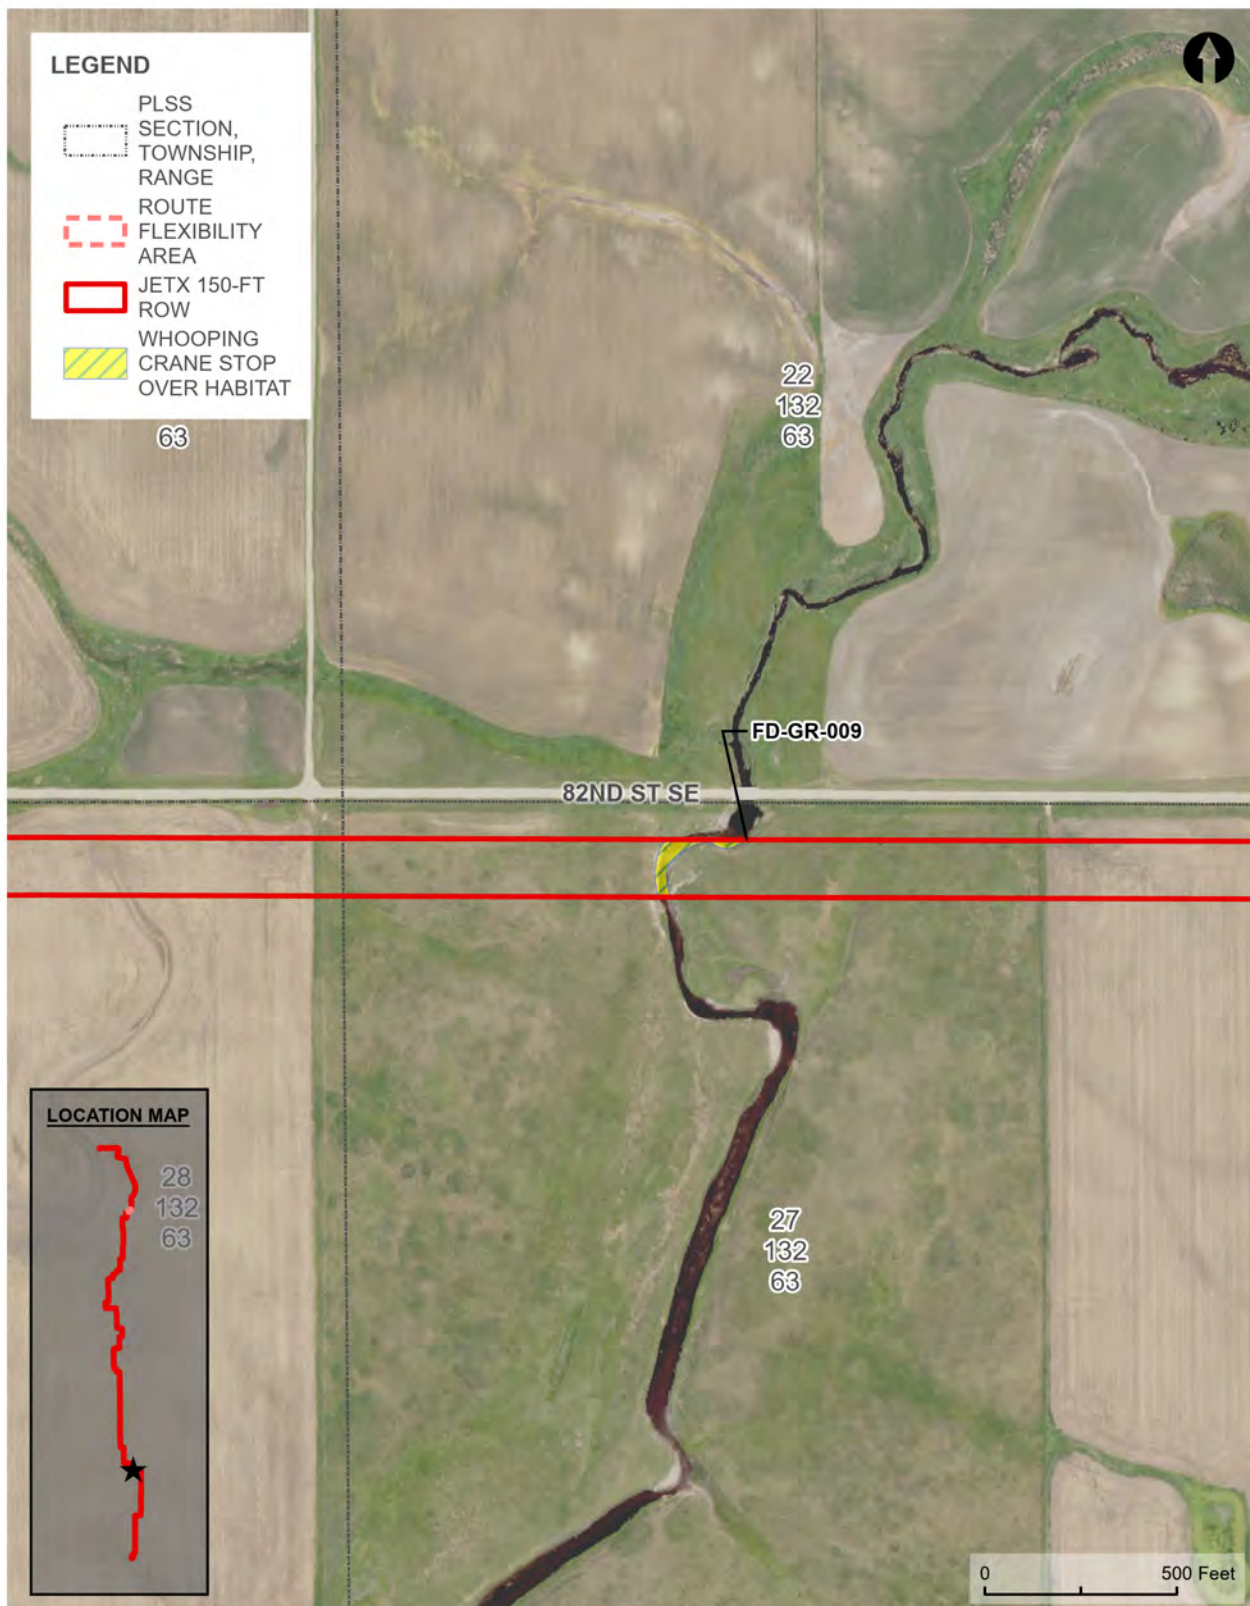 LEGEND
PLSS
SECTION,
TOWNSHIP,
RANGE
ROUTE
FLEXIBILITY
AREA
JETX 150-FT
ROW
WHOOPING
CRANE STOP
OVER HABITAT
63
22
132
63
FD-GR-009
82ND ST SE
LOCATION MAP
28
132
63
27
132
63
0 500 Feet